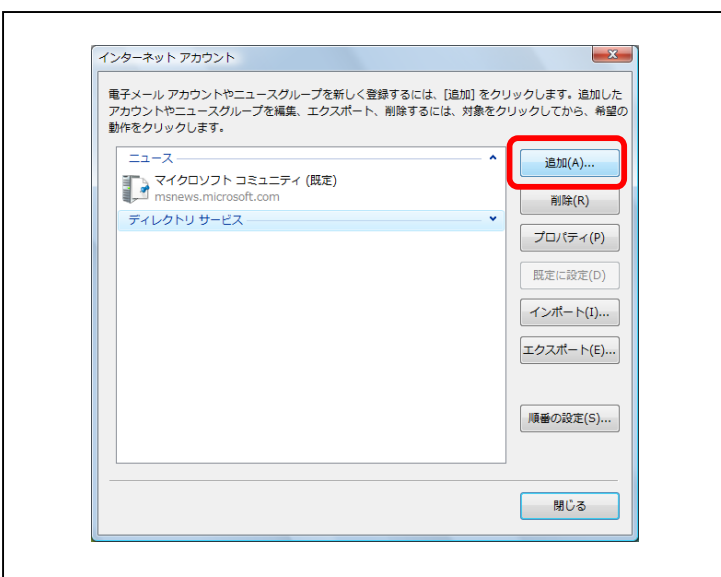 インターネット アカウント
電子メール アカウントやニュースグループを新しく登録するには、[追加] をクリックします。追加した
アカウントやニュースグループを編集、エクスポート、削除するには、対象をクリックしてから、希望の
動作をクリックします。
ニュース
マイクロソフト コミュニティ (既定)
msnews.microsoft.com
ディレクトリ サービス
追加(A)...
削除(R)
プロパティ(P)
既定に設定(D)
インポート(I)...
エクスポート(E)...
順番の設定(S)...
閉じる